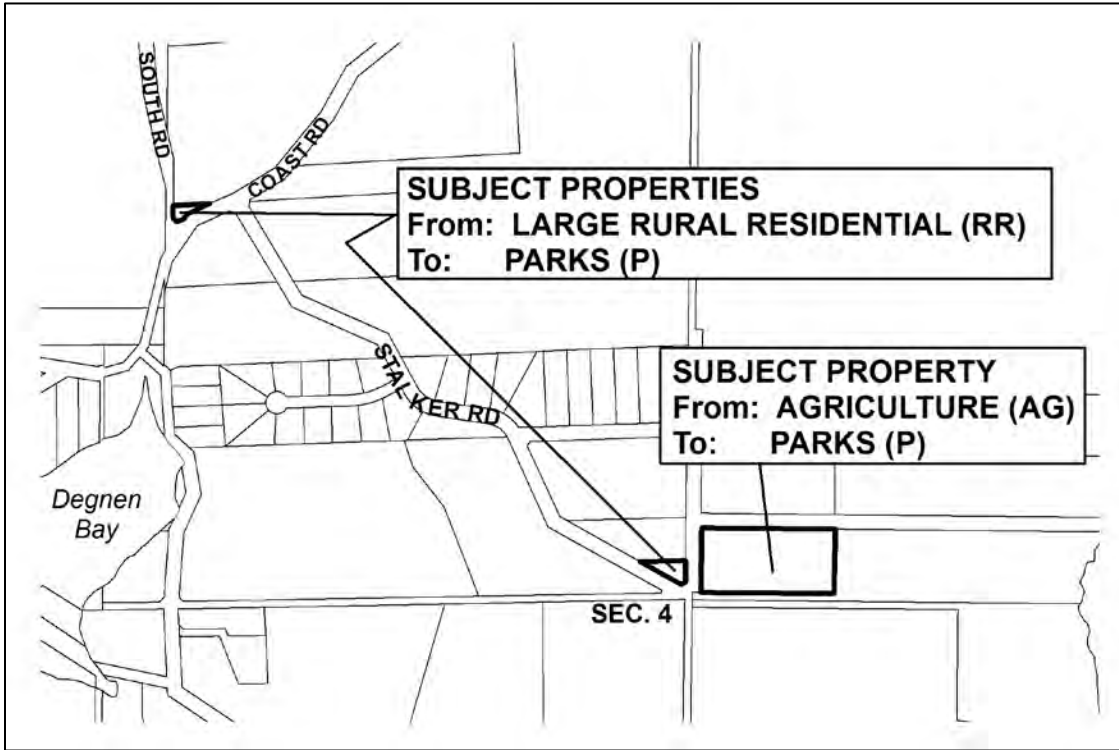 SOUTH RD
COAST RD
SUBJECT PROPERTIES
From: LARGE RURAL RESIDENTIAL (RR)
To: PARKS (P)
STALKER RD
SUBJECT PROPERTY
From: AGRICULTURE (AG)
To: PARKS (P)
Degnen
Bay
SEC. 4